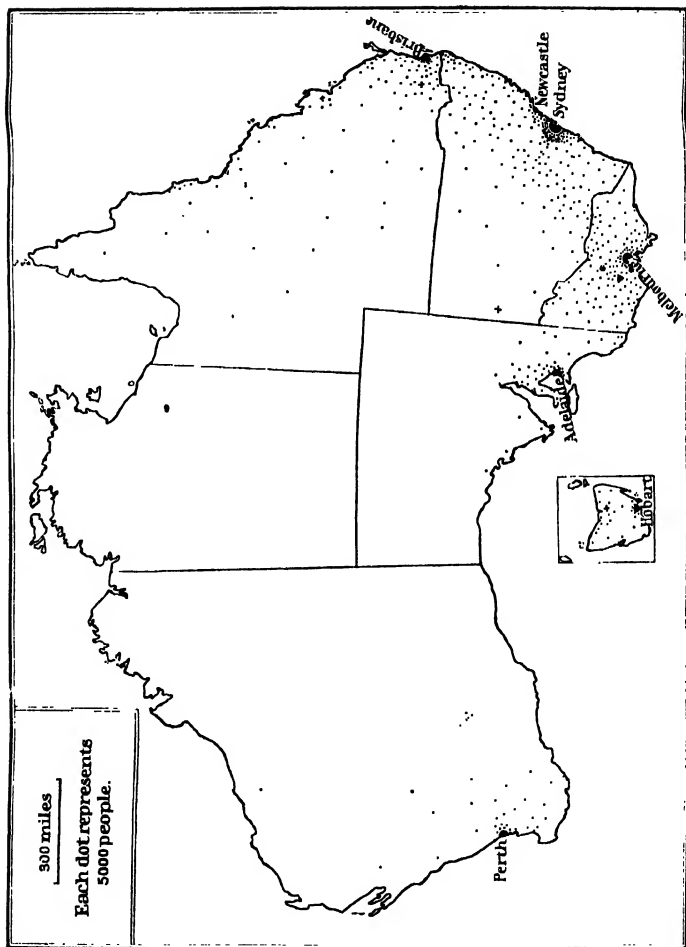 300 miles
Each dot represents
5000 people.
Brisbane
Newcastle
Sydney
Melbourne
Adelaide
Hobart
Perth